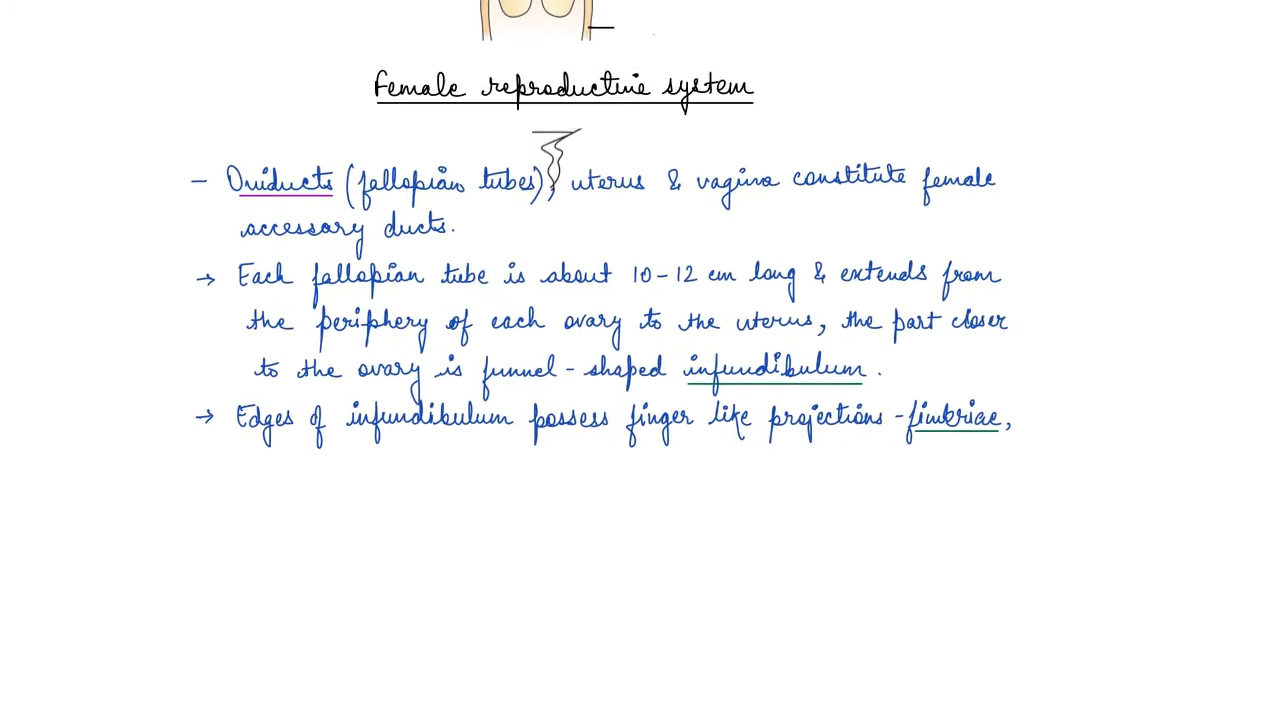 Female reproductive system
- Oviducts (fallopian tubes), uterus & vagina constitute female
accessory ducts.
→ Each fallopian tube is about 10-12 cm long & extends from
the periphery of each ovary to the uterus, the part closer
to the ovary is funnel-shaped infundibulum.
→ Edges of infundibulum possess finger like projections - fimbriae,